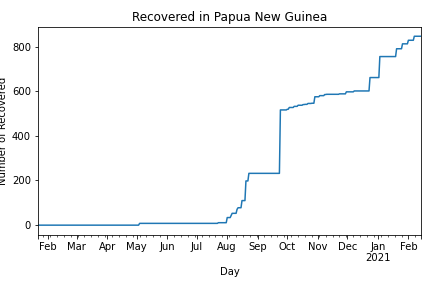 Recovered in Papua New Guinea
Number of Recovered
800
600
400
200
0
Feb Mar Apr May Jun Jul Aug Sep Oct Nov Dec Jan Feb
2021
Day